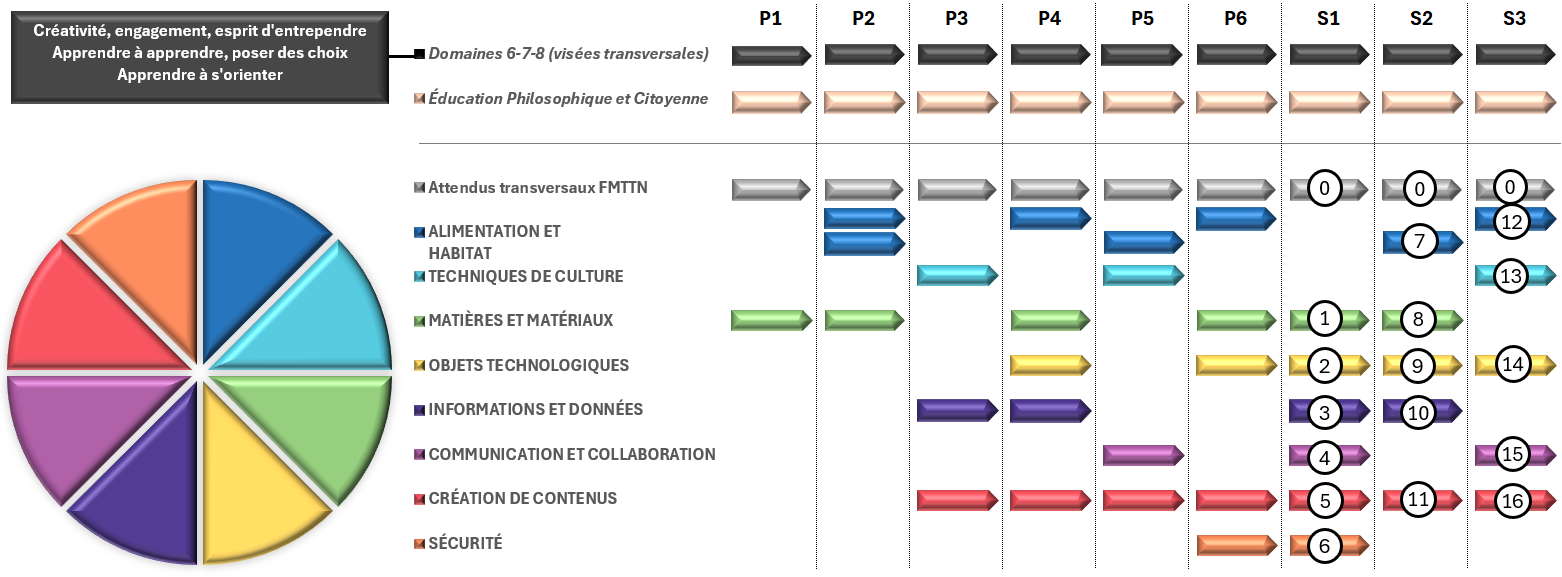 Créativité, engagement, esprit d'entrependre
Apprendre à apprendre, poser des choix
Apprendre à s'orienter
P1 P2 P3 P4 P5 P6 S1 S2 S3
Domaines 6-7-8 (visées transversales)
Éducation Philosophique et Citoyenne
Attendus transversaux FMTTN 0 0 0
12
ALIMENTATION ET
HABITAT
7
TECHNIQUES DE CULTURE 13
MATIÈRES ET MATÉRIAUX 1 8
OBJETS TECHNOLOGIQUES 2 9 14
INFORMATIONS ET DONNÉES 3 10
COMMUNICATION ET COLLABORATION 4 15
CRÉATION DE CONTENUS 5 11 16
SÉCURITÉ 6